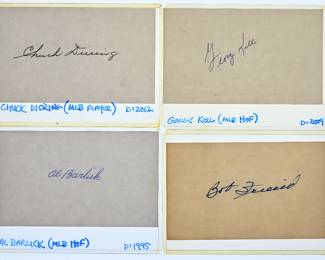 Chuck Diering
CHUCK DIERING - (MLB PLAYER) D: 2012
George Kell
GEORGE KELL - (MLB HOF) D: 2009
Al Barlick
AL BARLICK - (MLB HOF) D: 1995
Bob Friend